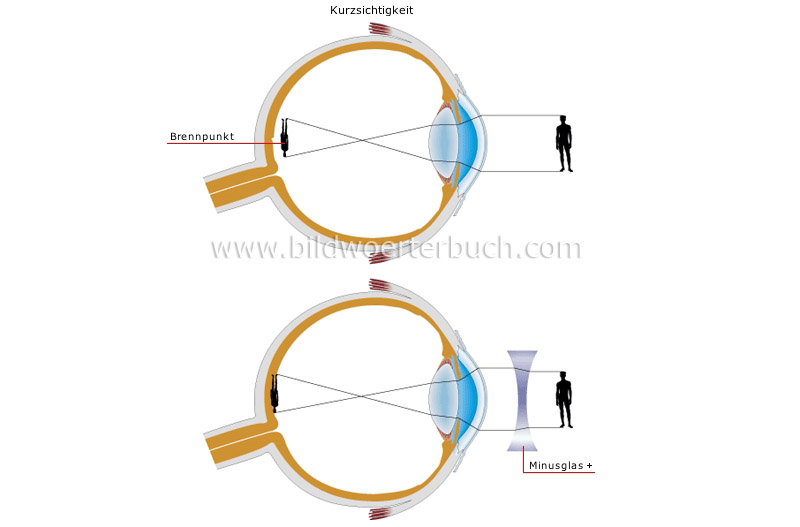 Kurzsichtigkeit
Brennpunkt
www.bildwoerterbuch.com
Minusglas +